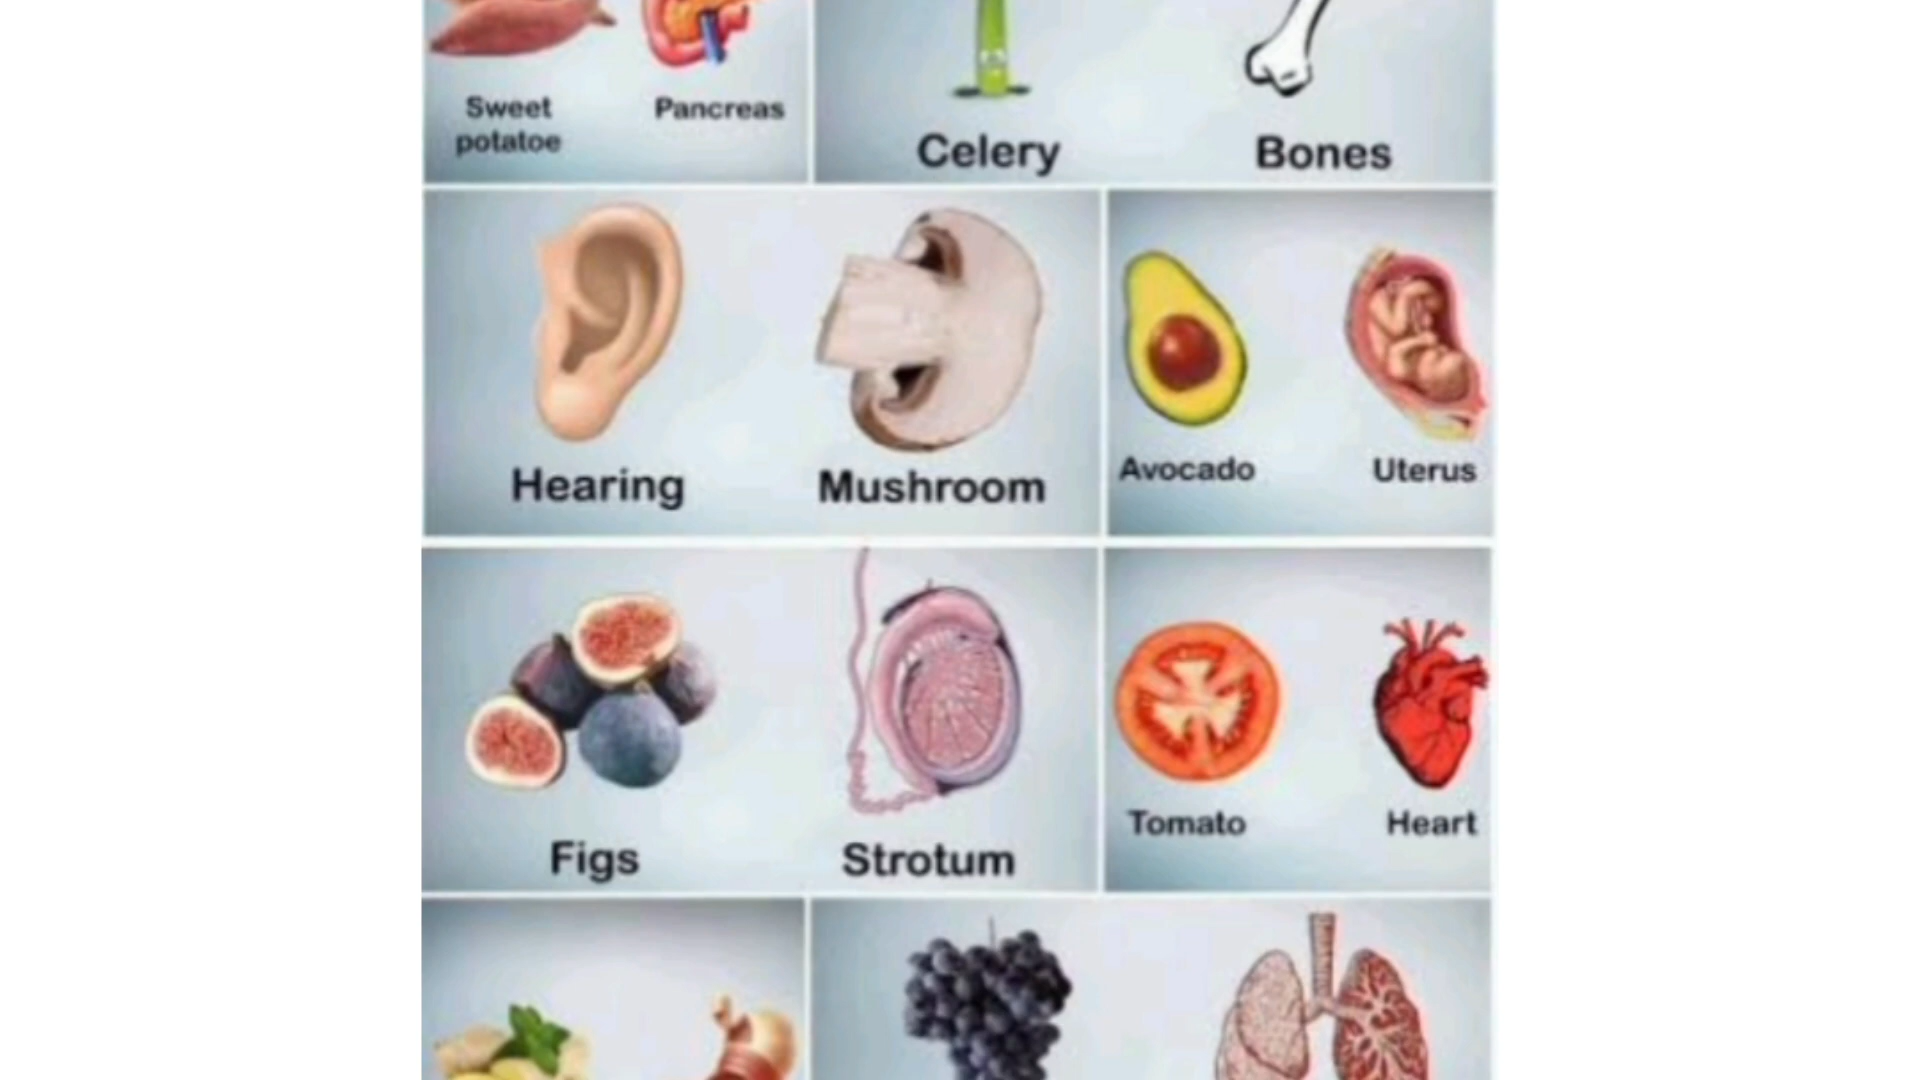 Sweet
potatoe
Pancreas
Celery
Bones
Hearing
Mushroom
Avocado
Uterus
Figs
Strotum
Tomato
Heart